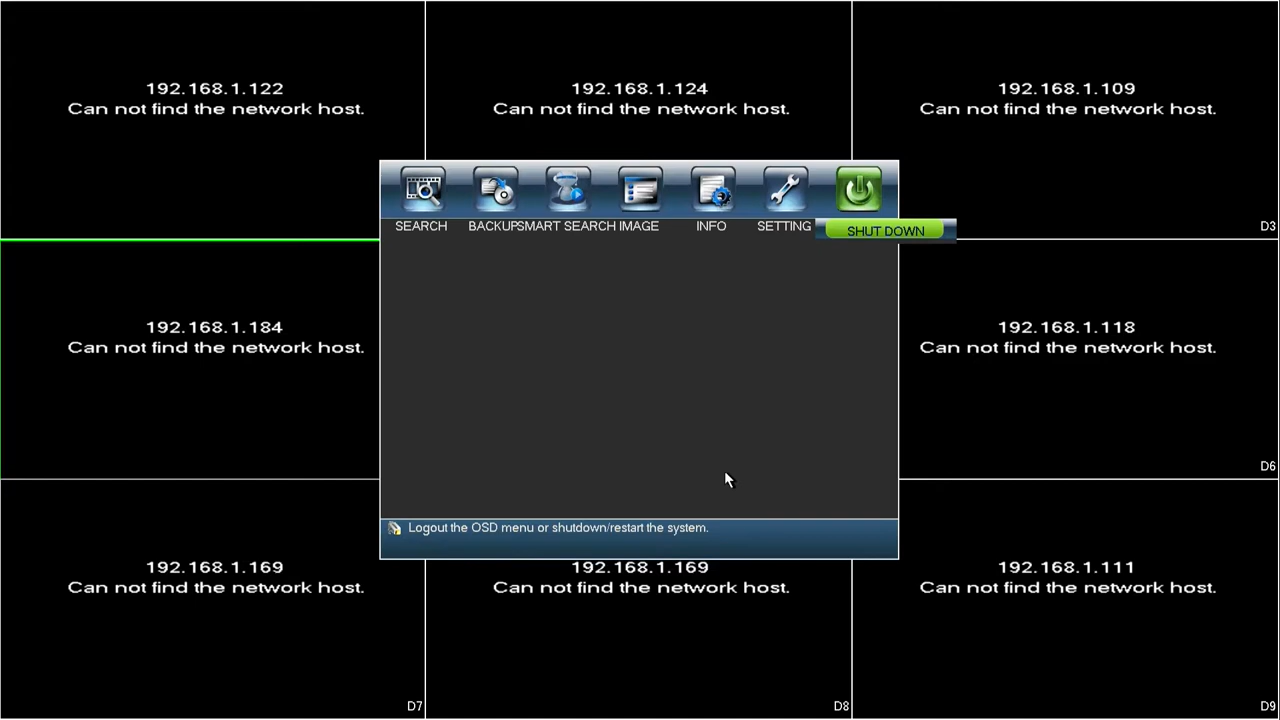 192.168.1.122
Can not find the network host.
192.168.1.124
Can not find the network host.
192.168.1.109
Can not find the network host.
SEARCH
BACKUP
SMART SEARCH
IMAGE
INFO
SETTING
SHUT DOWN
D3
192.168.1.184
Can not find the network host.
192.168.1.118
Can not find the network host.
D6
Logout the OSD menu or shutdown/restart the system.
192.168.1.169
Can not find the network host.
D7
192.168.1.169
Can not find the network host.
D8
192.168.1.111
Can not find the network host.
D9